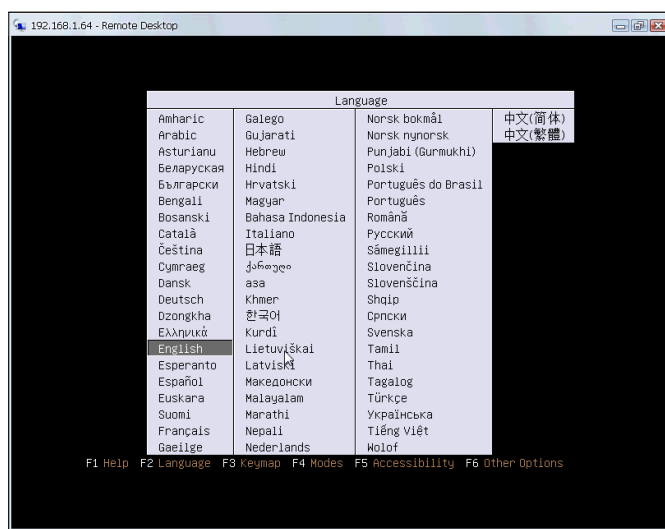 192.168.1.64 - Remote Desktop
Language
Amharic
Arabic
Asturianu
Беларуская
Български
Bengali
Bosanski
Català
Čeština
Cymraeg
Dansk
Deutsch
Dzongkha
Ελληνικά
English
Esperanto
Español
Euskara
Suomi
Français
Gaeilge
Galego
Gujarati
Hebrew
Hindi
Hrvatski
Magyar
Bahasa Indonesia
Italiano
日本語
ქართული
аза
Khmer
한국어
Kurdî
Lietuviškai
Latviski
Македонски
Malayalam
Marathi
Nepali
Nederlands
Norsk bokmål
Norsk nynorsk
Punjabi (Gurmukhi)
Polski
Português do Brasil
Português
Română
Русский
Sámegillii
Slovenčina
Slovenščina
Shqip
Српски
Svenska
Tamil
Thai
Tagalog
Türkçe
Українська
Tiếng Việt
Wolof
中文(简体)
中文(繁體)
F1 Help F2 Language F3 Keymap F4 Modes F5 Accessibility F6 Other Options